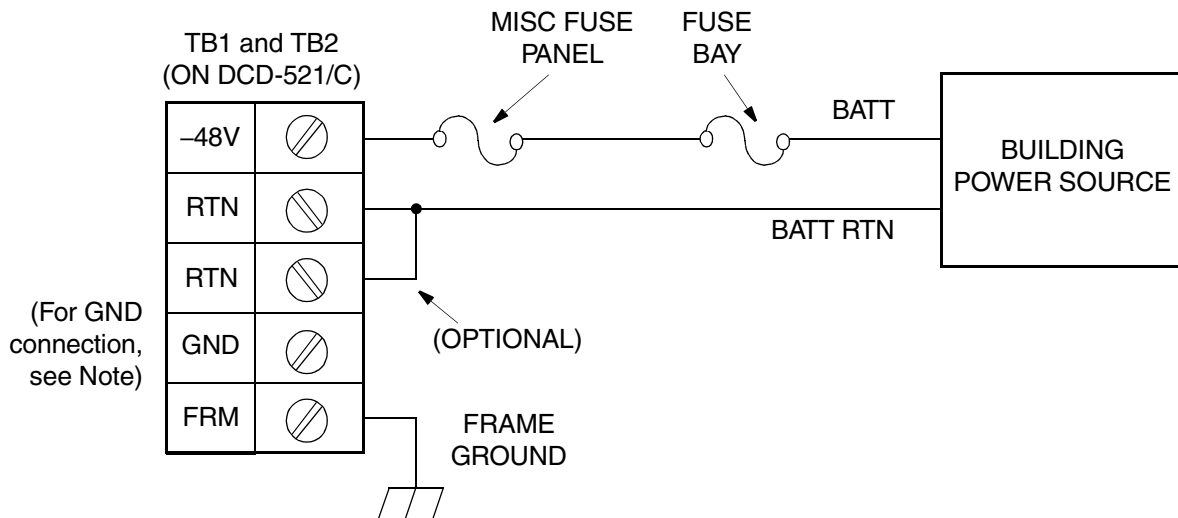 MISC FUSE
PANEL
FUSE
BAY
TB1 and TB2
(ON DCD-521/C)
–48V
BATT
BUILDING
POWER SOURCE
RTN
BATT RTN
RTN
(OPTIONAL)
(For GND
connection,
see Note)
GND
FRM
FRAME
GROUND